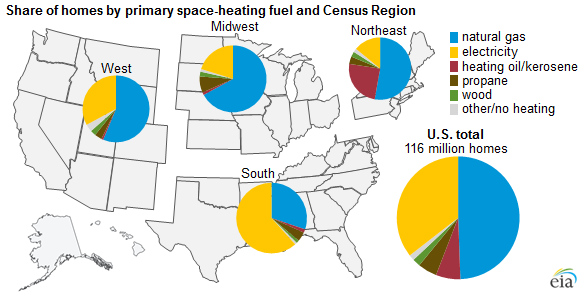 Share of homes by primary space-heating fuel and Census Region
Midwest
Northeast
West
South
natural gas
electricity
heating oil/kerosene
propane
wood
other/no heating
U.S. total
116 million homes
eia